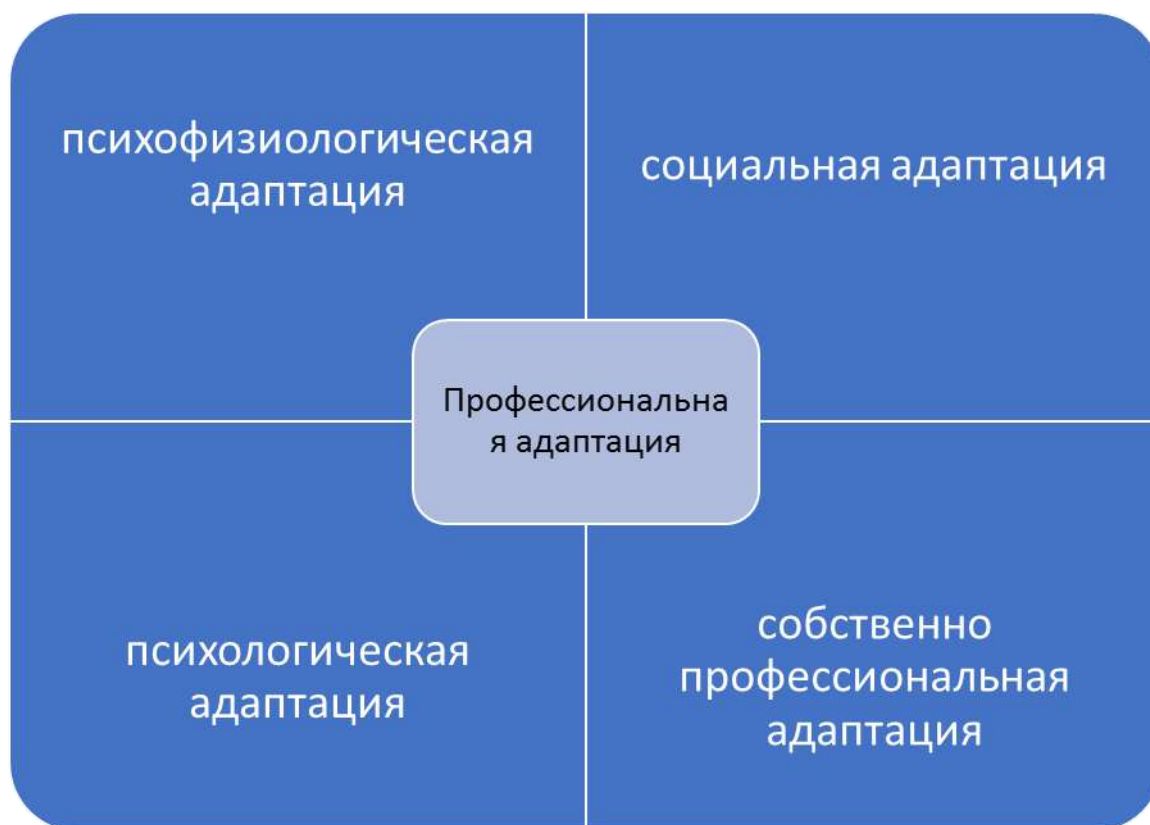 психофизиологическая
адаптация
социальная адаптация
Профессиональна
я адаптация
психологическая
адаптация
собственно
профессиональная
адаптация